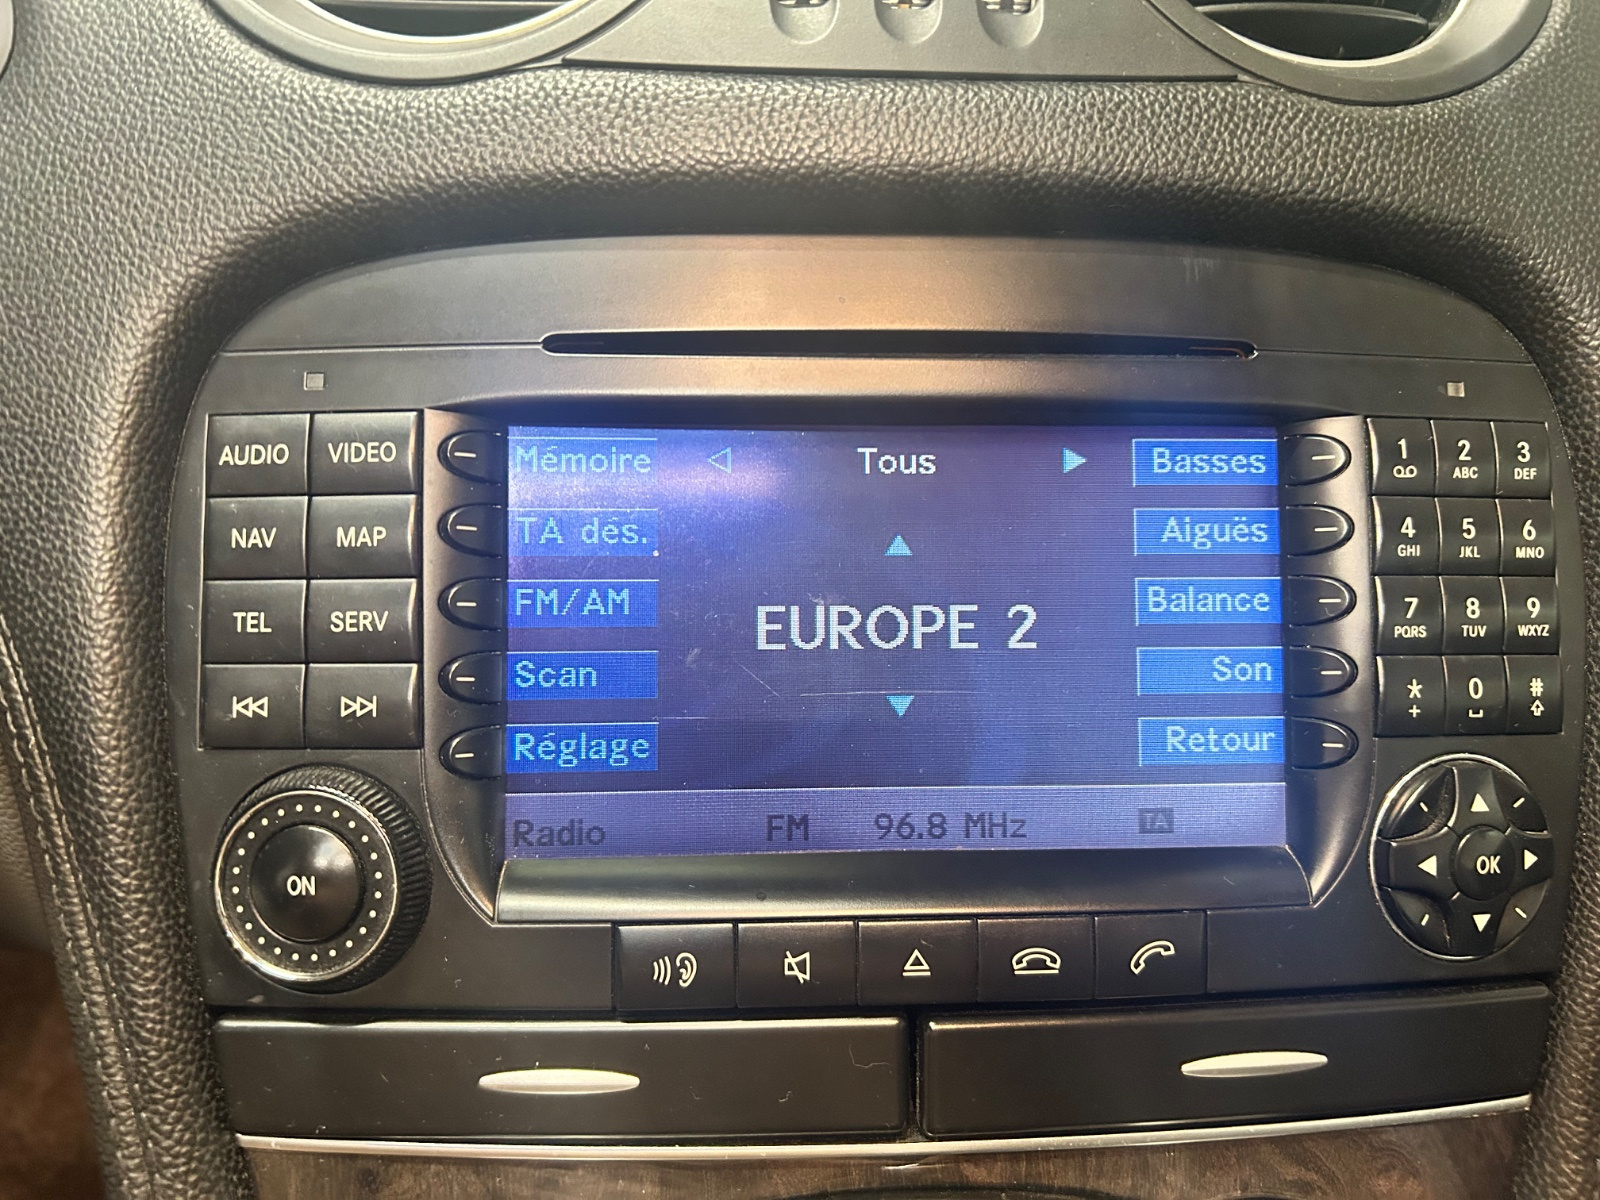 AUDIO VIDEO
NAV MAP
TEL SERV
ON
Mémoire Tous Basses
TA dés. Aiguës
FM/AM EUROPE 2 Balance
Scan Son
Réglage Retour
Radio FM 96.8 MHz TA
1 2 ABC 3 DEF
4 GHI 5 JKL 6 MNO
7 PQRS 8 TUV 9 WXYZ
* + 0 #
OK